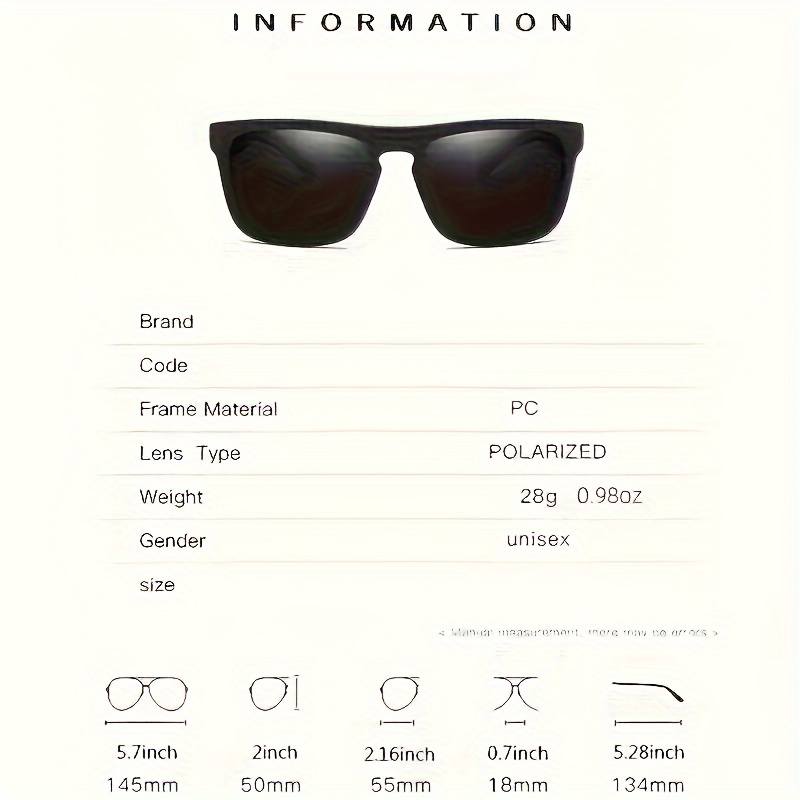 INFORMATION
Brand
Code
Frame Material PC
Lens Type POLARIZED
Weight 28g 0.98oz
Gender unisex
size
< Manual measurement, there may be errors >
5.7inch 2inch 2.16inch 0.7inch 5.28inch
145mm 50mm 55mm 18mm 134mm